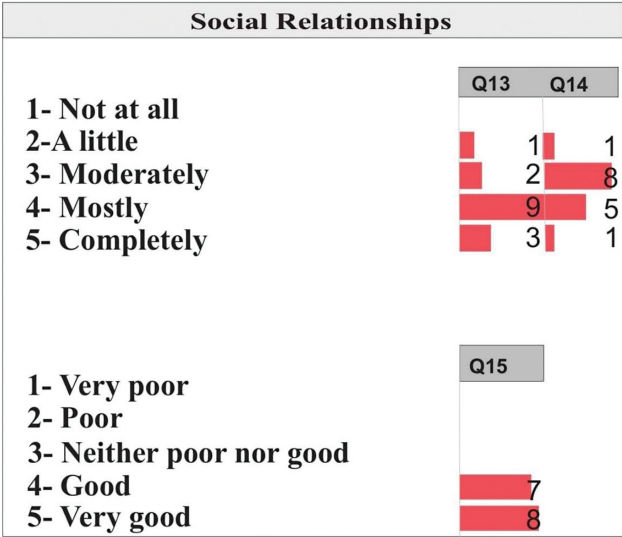 Social Relationships
Q13 Q14
1- Not at all
2-A little 1 1
3- Moderately 2 8
4- Mostly 9 5
5- Completely 3 1
Q15
1- Very poor
2- Poor
3- Neither poor nor good
4- Good 7
5- Very good 8